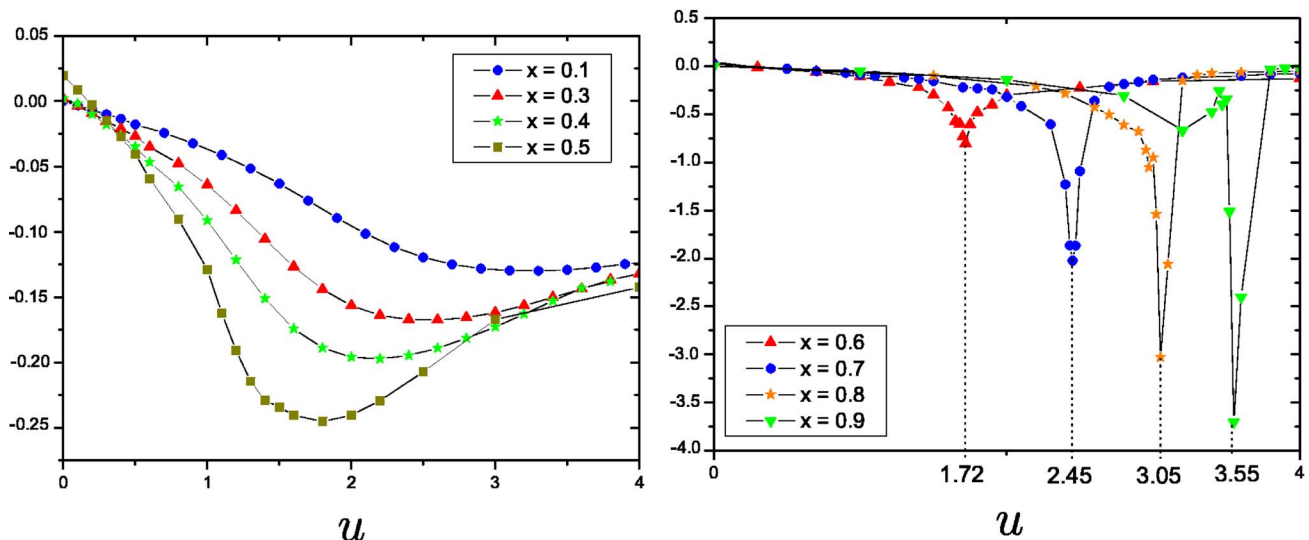 0.05
0.00
-0.05
-0.10
-0.15
-0.20
-0.25
x = 0.1
x = 0.3
x = 0.4
x = 0.5
0 1 2 3 4
u
0.5
0.0
-0.5
-1.0
-1.5
-2.0
-2.5
-3.0
-3.5
-4.0
x = 0.6
x = 0.7
x = 0.8
x = 0.9
0 1.72 2.45 3.05 3.55 4
u